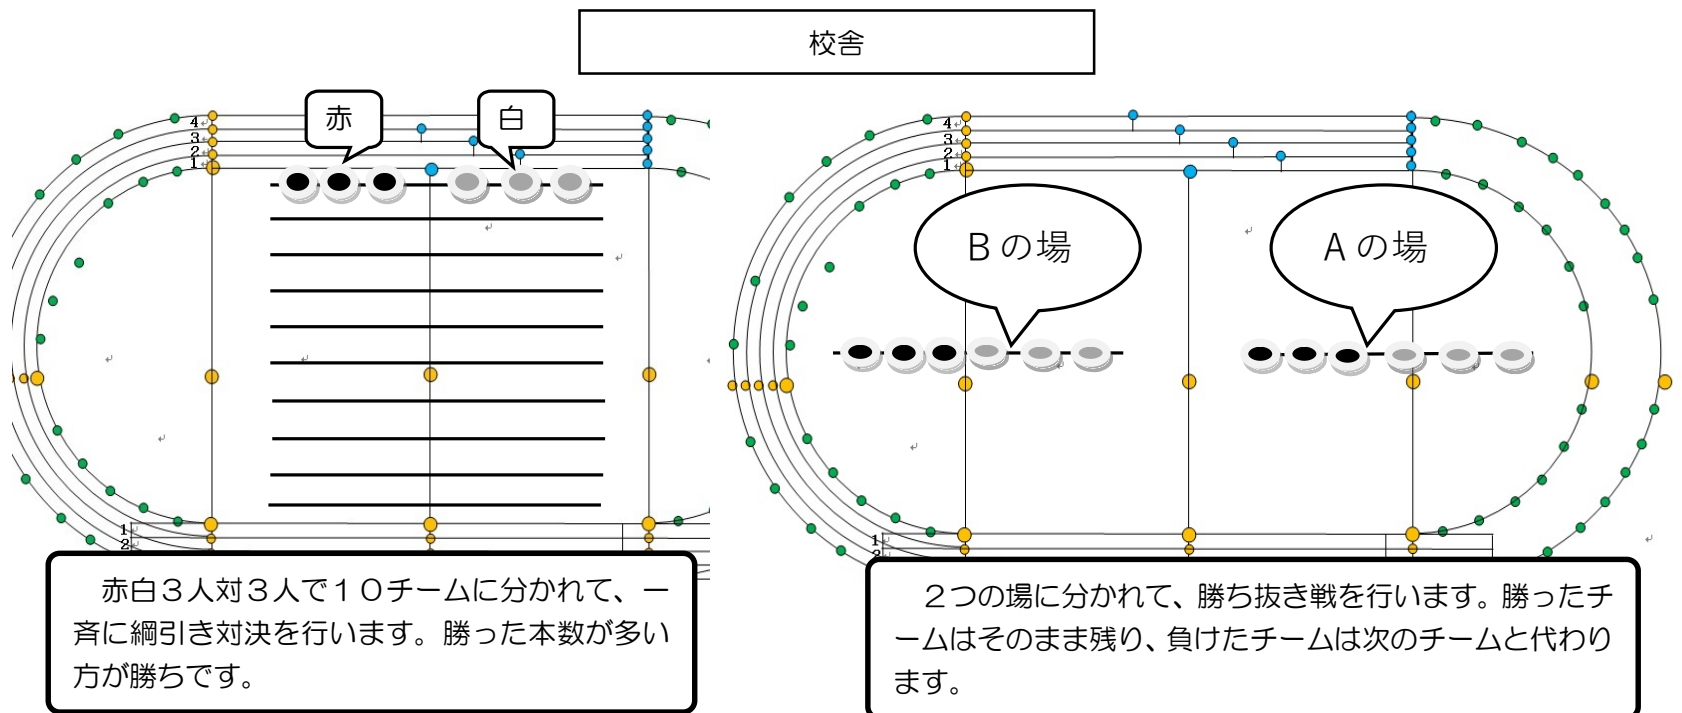 校舎
赤
白
4
3
2
1
4
3
2
1
Bの場
Aの場
1
2
1
2
　赤白３人対３人で１０チームに分かれて、一
斉に綱引き対決を行います。勝った本数が多い
方が勝ちです。
　２つの場に分かれて、勝ち抜き戦を行います。勝ったチ
ームはそのまま残り、負けたチームは次のチームと代わり
ます。